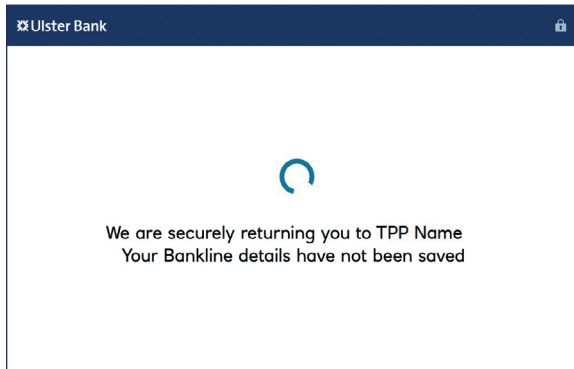 Ulster Bank
We are securely returning you to TPP Name
Your Bankline details have not been saved